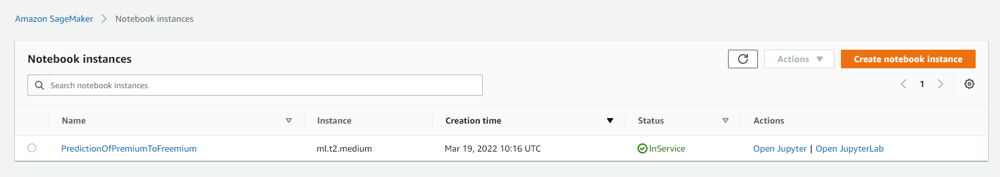 Amazon SageMaker > Notebook instances
Notebook instances
Actions
Create notebook instance
Search notebook instances
1
Name Instance Creation time Status Actions
PredictionOfPremiumToFreemium ml.t2.medium Mar 19, 2022 10:16 UTC InService Open Jupyter | Open JupyterLab